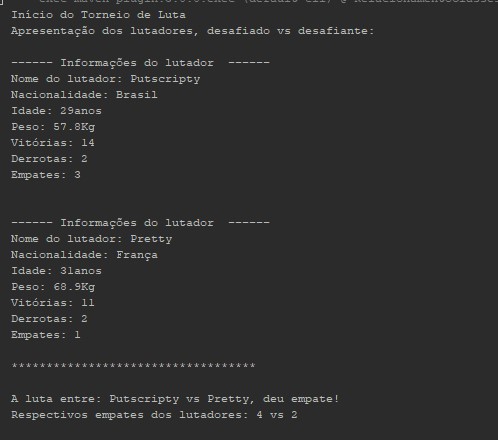 Início do Torneio de Luta
Apresentação dos lutadores, desafiado vs desafiante:
------ Informações do lutador  ------
Nome do lutador: Putscripty
Nacionalidade: Brasil
Idade: 29anos
Peso: 57.8Kg
Vitórias: 14
Derrotas: 2
Empates: 3
------ Informações do lutador  ------
Nome do lutador: Pretty
Nacionalidade: França
Idade: 31anos
Peso: 68.9Kg
Vitórias: 11
Derrotas: 2
Empates: 1
***********************************
A luta entre: Putscripty vs Pretty, deu empate!
Respectivos empates dos lutadores: 4 vs 2